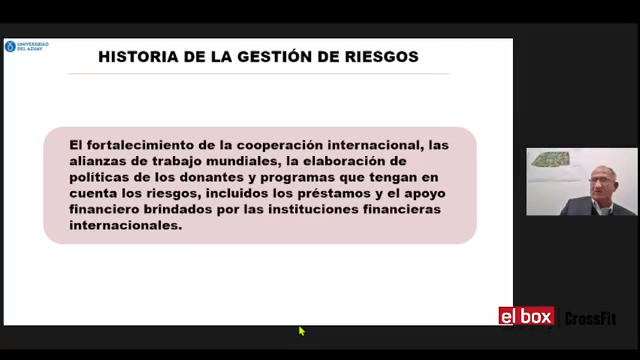 UNIVERSIDAD
DEL AZUAY
HISTORIA DE LA GESTIÓN DE RIESGOS
El fortalecimiento de la cooperación internacional, las
alianzas de trabajo mundiales, la elaboración de
políticas de los donantes y programas que tengan en
cuenta los riesgos, incluidos los préstamos y el apoyo
financiero brindados por las instituciones financieras
internacionales.
el box
CrossFit